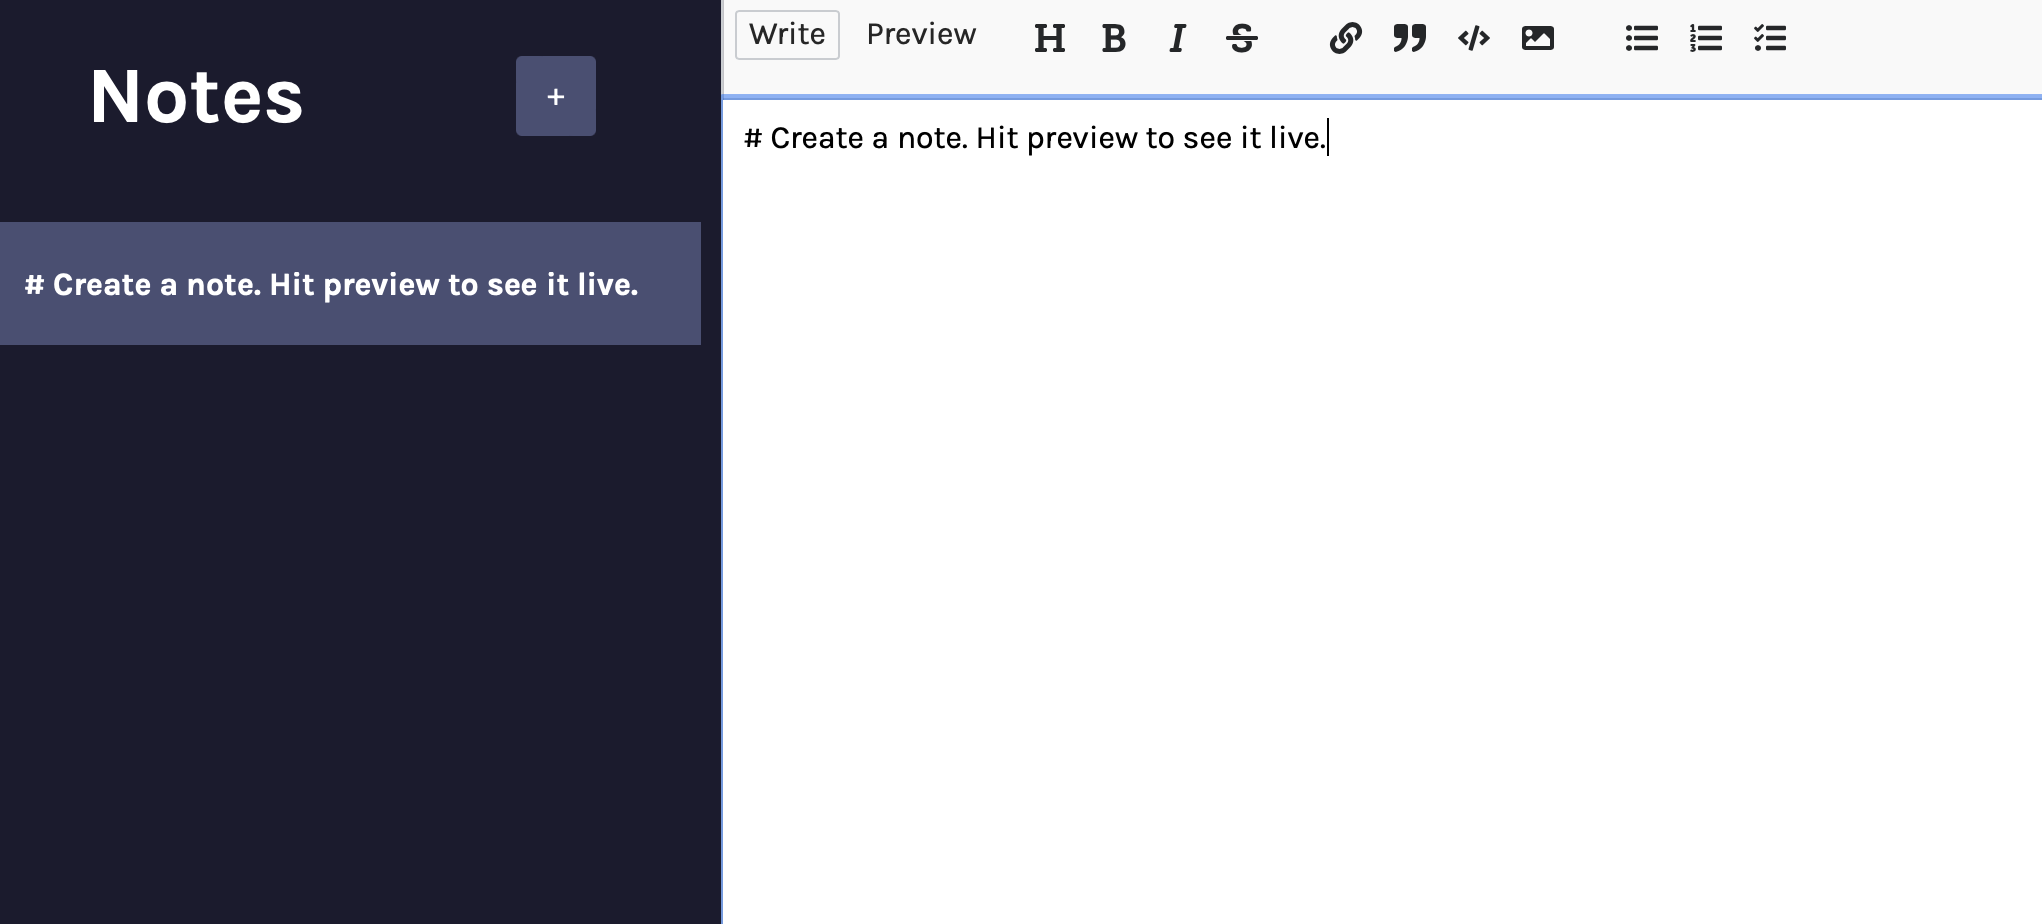 Notes
+
# Create a note. Hit preview to see it live.
Write Preview H B I S
# Create a note. Hit preview to see it live.